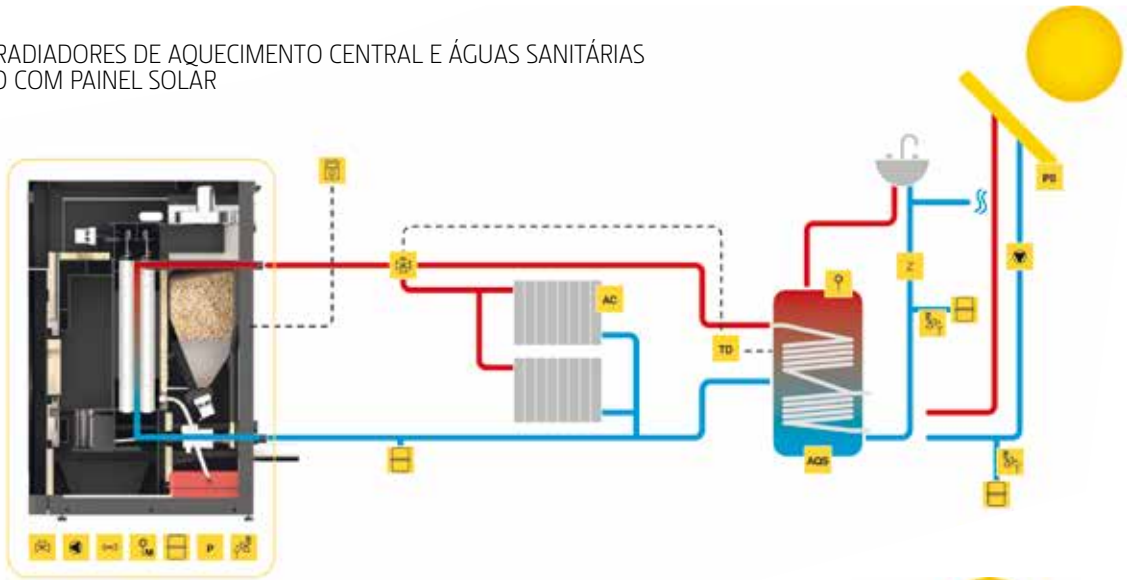 RADIADORES DE AQUECIMENTO CENTRAL E ÁGUAS SANITÁRIAS
COM PAINEL SOLAR
PS
AC
TD
AQS
M
P